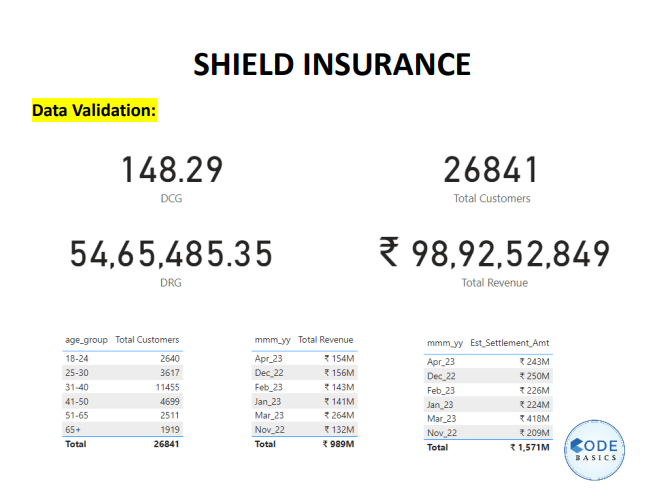 SHIELD INSURANCE
Data Validation:
148.29
DCG
26841
Total Customers
54,65,485.35
DRG
₹ 98,92,52,849
Total Revenue
age_group Total Customers
18-24 2640
25-30 3617
31-40 11455
41-50 4699
51-65 2511
65+ 1919
Total 26841
mmm_yy Total Revenue
Apr_23 ₹ 154M
Dec_22 ₹ 156M
Feb_23 ₹ 143M
Jan_23 ₹ 141M
Mar_23 ₹ 264M
Nov_22 ₹ 132M
Total ₹ 989M
mmm_yy Est_Settlement_Amt
Apr_23 ₹ 243M
Dec_22 ₹ 250M
Feb_23 ₹ 226M
Jan_23 ₹ 224M
Mar_23 ₹ 418M
Nov_22 ₹ 209M
Total ₹ 1,571M
CODE
BASICS